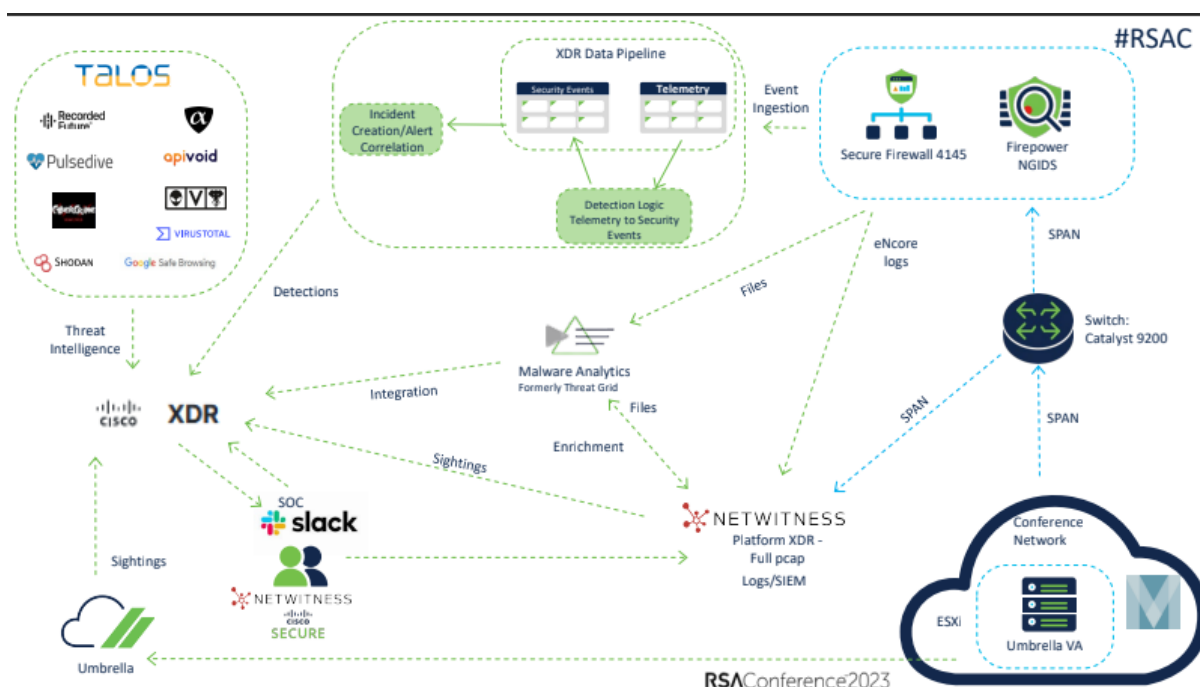 #RSAC
TALOS
Recorded
Future
α
Pulsedive
apivoid
SHODAN
VIRUSTOTAL
Google Safe Browsing
XDR Data Pipeline
Security Events
Telemetry
Incident
Creation/Alert
Correlation
Detection Logic
Telemetry to Security
Events
Event
Ingestion
Secure Firewall 4145
Firepower
NGIDS
SPAN
Switch:
Catalyst 9200
SPAN
SPAN
eNcore
logs
Files
Detections
Threat
Intelligence
Malware Analytics
Formerly Threat Grid
Integration
Files
Enrichment
Sightings
CISCO
XDR
SOC
slack
NETWITNESS
CISCO
SECURE
NETWITNESS
Platform XDR -
Full pcap
Logs/SIEM
Sightings
Umbrella
Conference
Network
ESXi
Umbrella VA
M
RSAConference2023